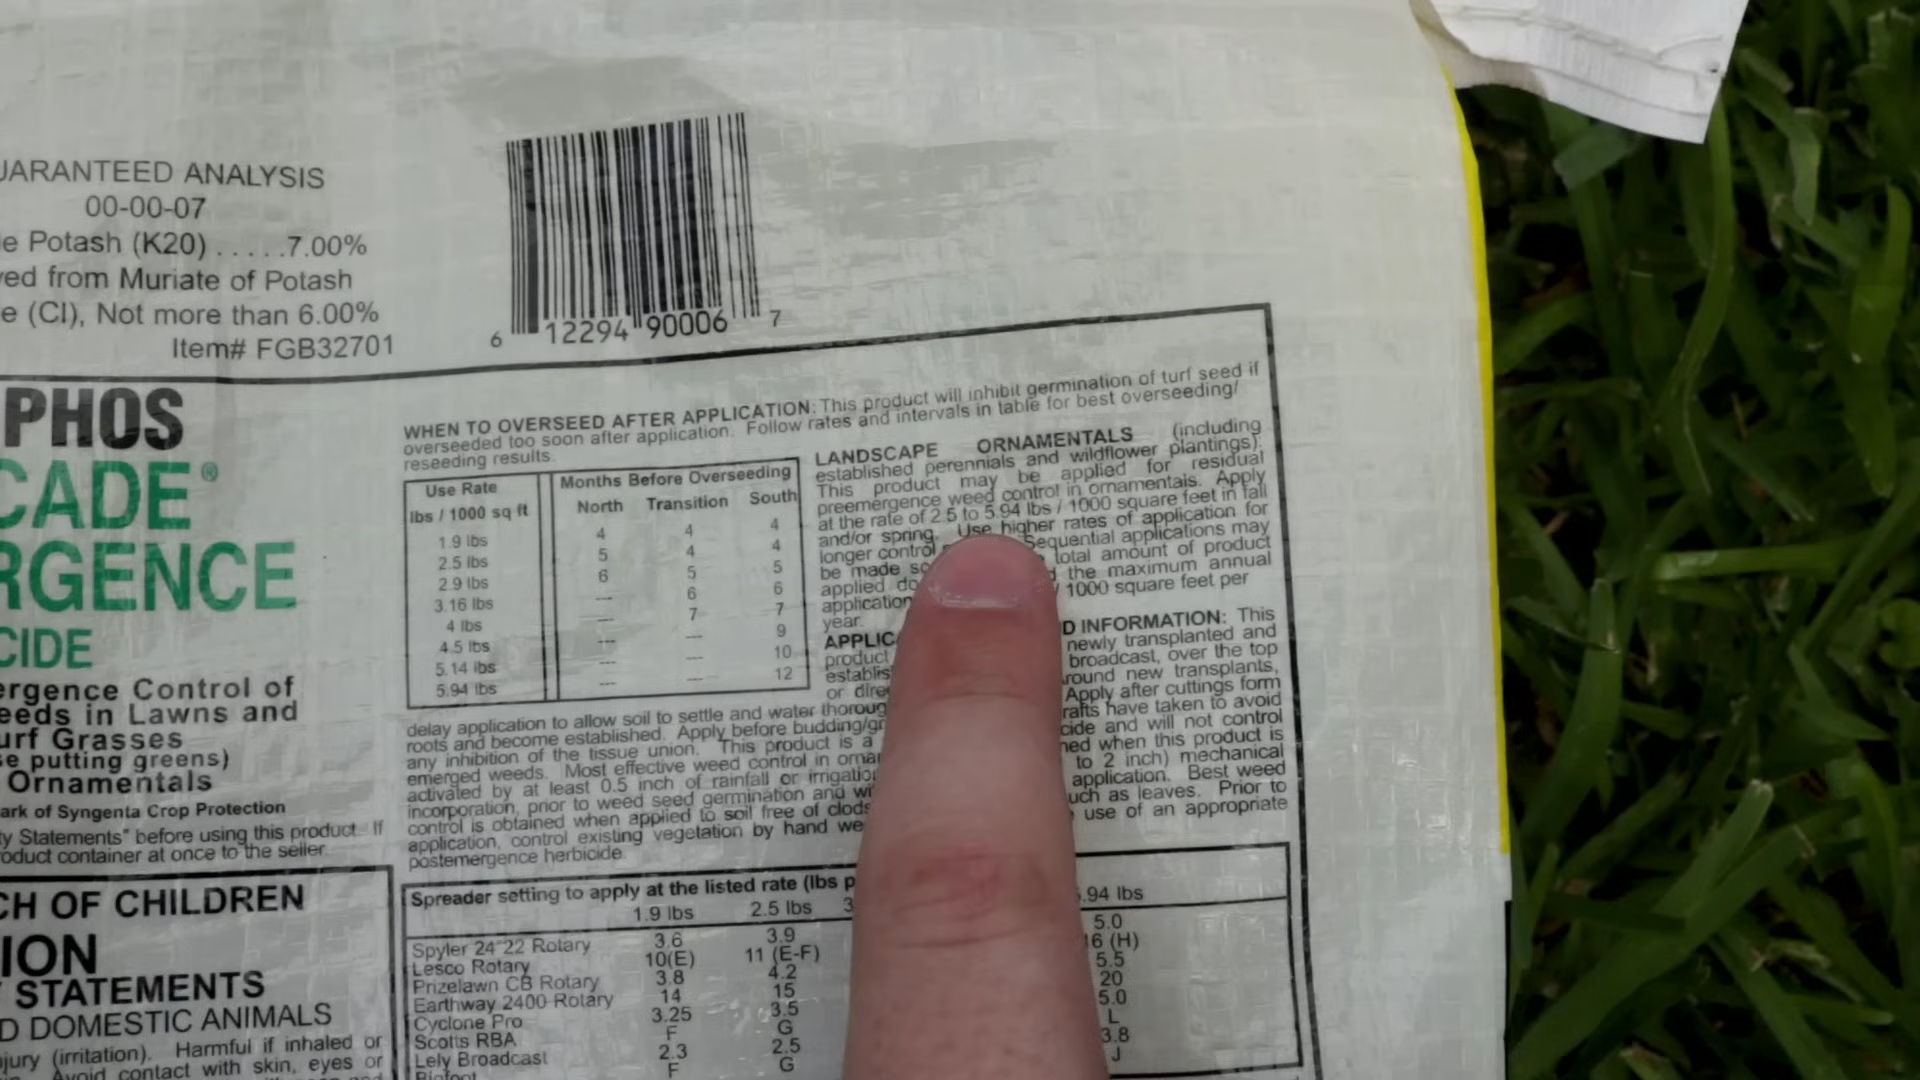 UARANTEED ANALYSIS
00-00-07
e Potash (K20) .....7.00%
ved from Muriate of Potash
e (CI), Not more than 6.00%
Item# FGB32701
6 12294 90006 7
PHOS
CADE®
RGENCE
CIDE
ergence Control of
eeds in Lawns and
urf Grasses
se putting greens)
Ornamentals
ark of Syngenta Crop Protection
ty Statements" before using this product. If
oduct container at once to the seller.
CH OF CHILDREN
ION
STATEMENTS
D DOMESTIC ANIMALS
jury (irritation). Harmful if inhaled or
Avoid contact with skin, eyes or
WHEN TO OVERSEED AFTER APPLICATION: This product will inhibit germination of turf seed if
overseeded too soon after application. Follow rates and intervals in table for best overseeding/
reseeding results.
Use Rate Months Before Overseeding
lbs / 1000 sq ft North Transition South
1.9 lbs 4 4 4
2.5 lbs 5 4 4
2.9 lbs 6 5 5
3.16 lbs --- 6 6
4 lbs --- 7 7
4.5 lbs --- --- 9
5.14 lbs --- --- 10
5.94 lbs --- --- 12
LANDSCAPE ORNAMENTALS (including
established perennials and wildflower plantings):
This product may be applied for residual
preemergence weed control in ornamentals. Apply
at the rate of 2.5 to 5.94 lbs / 1000 square feet in fall
and/or spring. Use higher rates of application for
longer control Sequential applications may
be made so total amount of product
applied do the maximum annual
application / 1000 square feet per
year.
APPLIC D INFORMATION: This
product newly transplanted and
establis broadcast, over the top
or dire around new transplants,
delay application to allow soil to settle and water thoroug Apply after cuttings form
roots and become established. Apply before budding/gr rafts have taken to avoid
any inhibition of the tissue union. This product is a cide and will not control
emerged weeds. Most effective weed control in orna ned when this product is
activated by at least 0.5 inch of rainfall or irrigatio to 2 inch) mechanical
incorporation, prior to weed seed germination and wi application. Best weed
control is obtained when applied to soil free of clods uch as leaves. Prior to
application, control existing vegetation by hand we use of an appropriate
postemergence herbicide.
Spreader setting to apply at the listed rate (lbs p
1.9 lbs 2.5 lbs 3 .94 lbs
Spyler 24 22 Rotary 3.6 3.9 5.0
Lesco Rotary 10(E) 11 (E-F) 16 (H)
Prizelawn CB Rotary 3.8 4.2 5.5
Earthway 2400 Rotary 14 15 20
Cyclone Pro 3.25 3.5 5.0
Scotts RBA F G L
Lely Broadcast 2.3 2.5 3.8
Bigfoot F G J